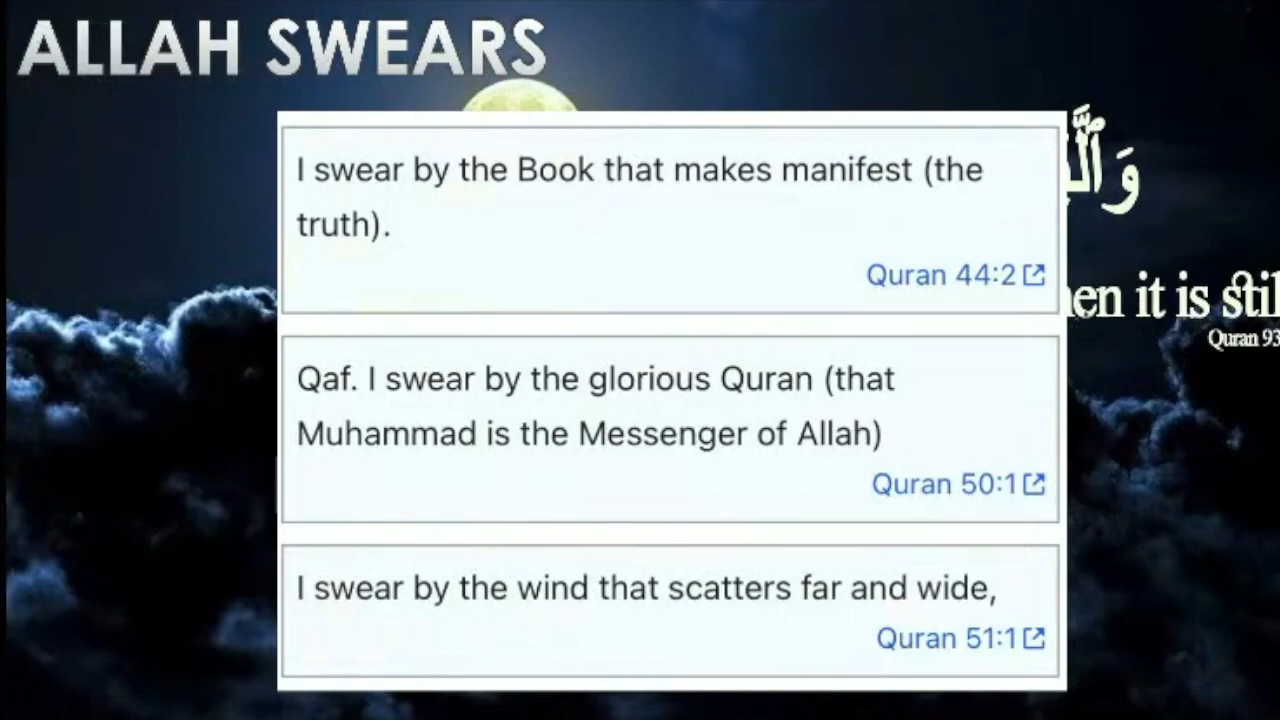 ALLAH SWEARS
I swear by the Book that makes manifest (the
truth).
Quran 44:2
Qaf. I swear by the glorious Quran (that
Muhammad is the Messenger of Allah)
Quran 50:1
I swear by the wind that scatters far and wide,
Quran 51:1
it is
Quran 93